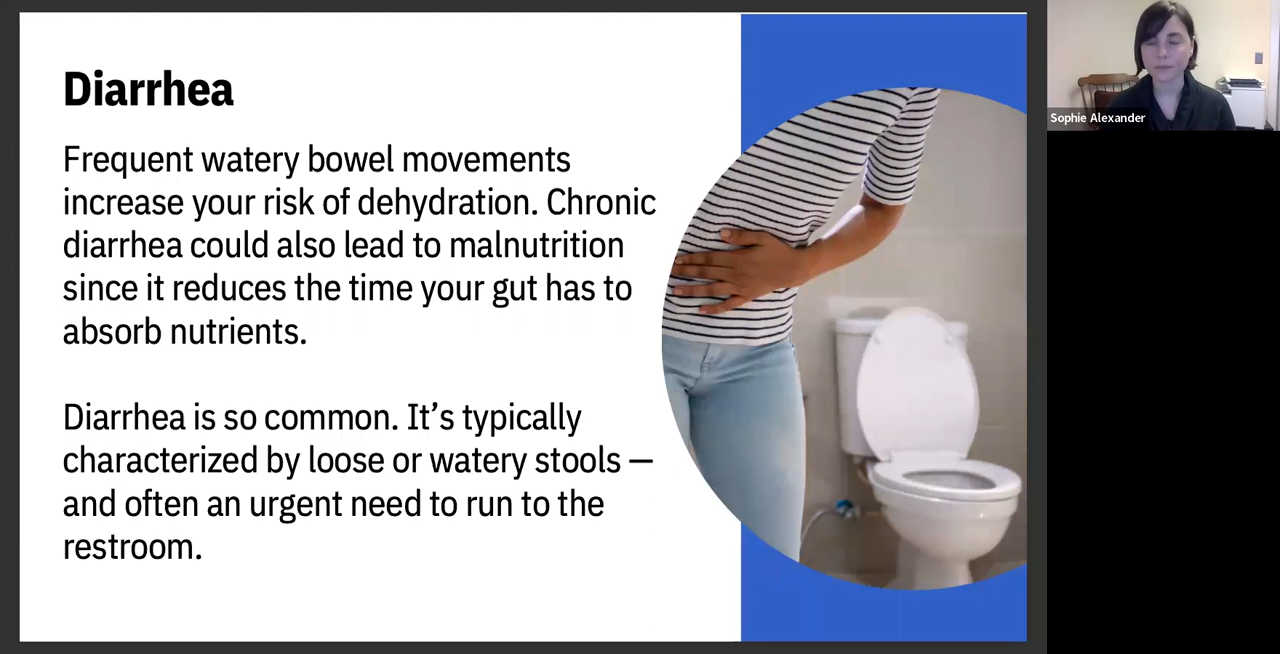 Diarrhea
Frequent watery bowel movements
increase your risk of dehydration. Chronic
diarrhea could also lead to malnutrition
since it reduces the time your gut has to
absorb nutrients.
Diarrhea is so common. It’s typically
characterized by loose or watery stools —
and often an urgent need to run to the
restroom.
Sophie Alexander